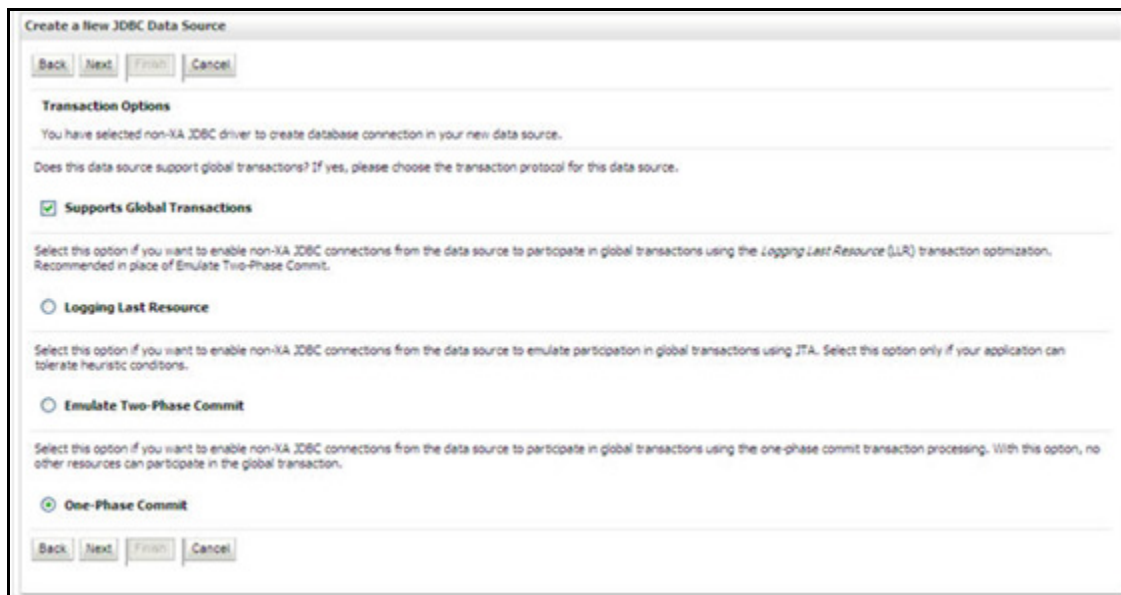 Create a New JDBC Data Source
Back Next Finish Cancel
Transaction Options
You have selected non-XA JDBC driver to create database connection in your new data source.
Does this data source support global transactions? If yes, please choose the transaction protocol for this data source.
Supports Global Transactions
Select this option if you want to enable non-XA JDBC connections from the data source to participate in global transactions using the Logging Last Resource (LLR) transaction optimization.
Recommended in place of Emulate Two-Phase Commit.
Logging Last Resource
Select this option if you want to enable non-XA JDBC connections from the data source to emulate participation in global transactions using JTA. Select this option only if your application can
tolerate heuristic conditions.
Emulate Two-Phase Commit
Select this option if you want to enable non-XA JDBC connections from the data source to participate in global transactions using the one-phase commit transaction processing. With this option, no
other resources can participate in the global transaction.
One-Phase Commit
Back Next Finish Cancel